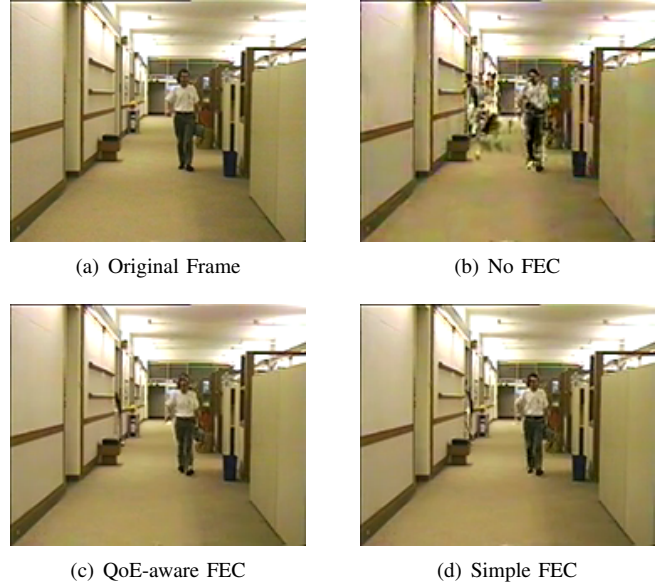 (a) Original Frame
(b) No FEC
(c) QoE-aware FEC
(d) Simple FEC